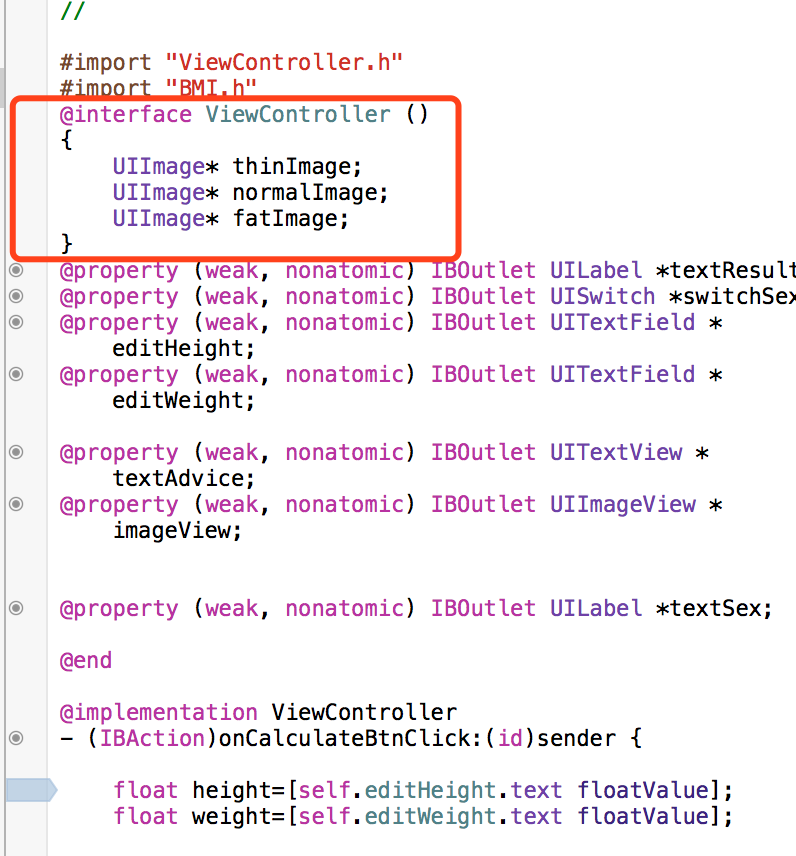 //
#import "ViewController.h"
#import "BMI.h"
@interface ViewController ()
{
UIImage* thinImage;
UIImage* normalImage;
UIImage* fatImage;
}
@property (weak, nonatomic) IBOutlet UILabel *textResult
@property (weak, nonatomic) IBOutlet UISwitch *switchSex
@property (weak, nonatomic) IBOutlet UITextField *
editHeight;
@property (weak, nonatomic) IBOutlet UITextField *
editWeight;
@property (weak, nonatomic) IBOutlet UITextView *
textAdvice;
@property (weak, nonatomic) IBOutlet UIImageView *
imageView;
@property (weak, nonatomic) IBOutlet UILabel *textSex;
@end
@implementation ViewController
- (IBAction)onCalculateBtnClick:(id)sender {
float height=[self.editHeight.text floatValue];
float weight=[self.editWeight.text floatValue];